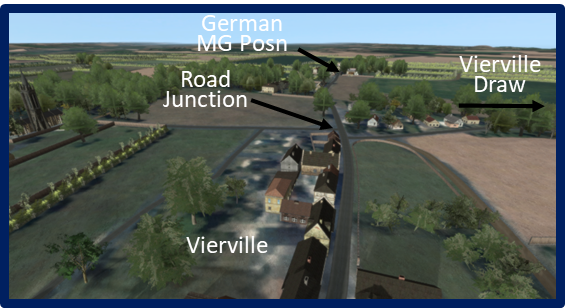 German
MG Posn
Road
Junction
Vierville
Draw
Vierville